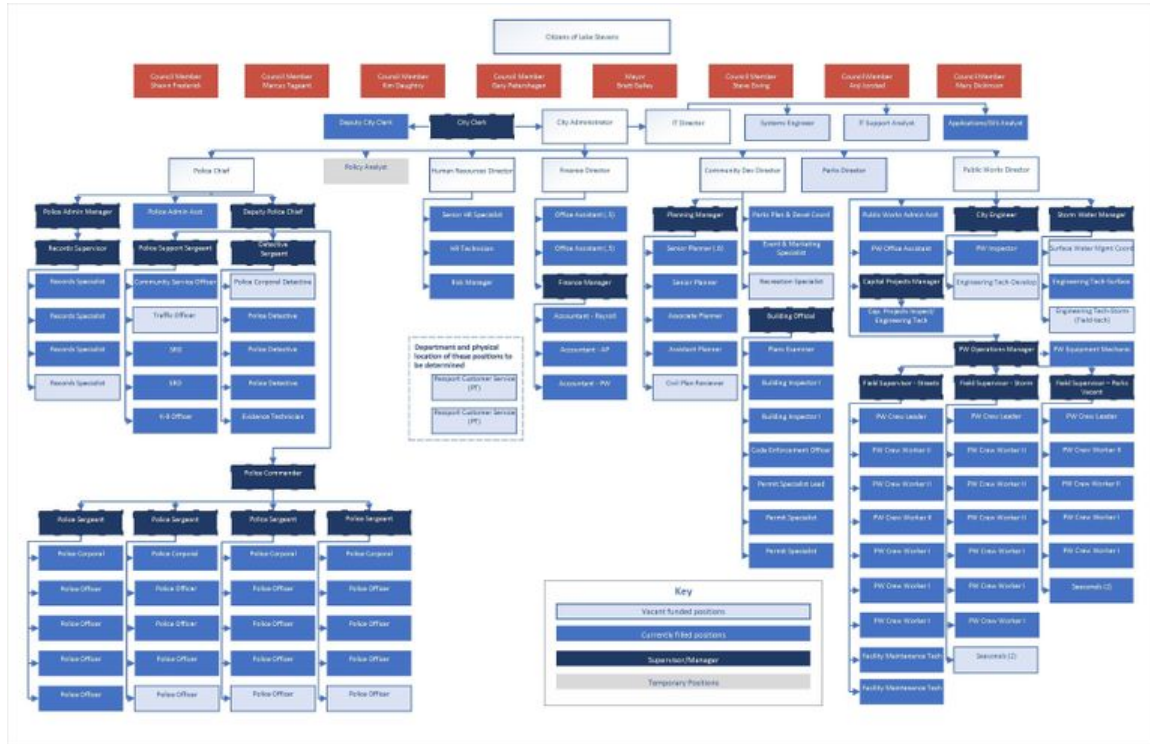 Citizens of Lake Stevens
Council Member
Shawn Frederick
Council Member
Marcus Tageant
Council Member
Kim Daughtry
Council Member
Gary Petershagen
Mayor
Brett Gailey
Council Member
Steve Ewing
Council Member
Anji Jorstad
Council Member
Mary Dickinson
Deputy City Clerk
City Clerk
City Administrator
IT Director
Systems Engineer
IT Support Analyst
Applications/GIS Analyst
Police Chief
Policy Analyst
Human Resources Director
Finance Director
Community Dev Director
Parks Director
Public Works Director
Police Admin Manager
Police Admin Asst
Deputy Police Chief
Senior HR Specialist
Office Assistant (.5)
Planning Manager
Parks Plan & Devel Coord
Public Works Admin Asst
City Engineer
Storm Water Manager
Records Supervisor
Police Support Sergeant
Detective
Sergeant
HR Technician
Office Assistant (.5)
Senior Planner (.6)
Event & Marketing
Specialist
PW Office Assistant
PW Inspector
Surface Water Mgmt Coord
Records Specialist
Community Service Officer
Police Corporal Detective
Risk Manager
Finance Manager
Senior Planner
Recreation Specialist
Capital Projects Manager
Engineering Tech-Develop
Engineering Tech-Surface
Records Specialist
Traffic Officer
Police Detective
Accountant - Payroll
Associate Planner
Building Official
Cap. Projects Inspect/
Engineering Tech
Engineering Tech-Storm
(Field-tech)
Records Specialist
SRO
Police Detective
Department and physical
location of these positions to
be determined
Accountant - AP
Assistant Planner
Plans Examiner
PW Operations Manager
PW Equipment Mechanic
Records Specialist
SRO
Police Detective
Passport Customer Service
(PT)
Accountant - PW
Civil Plan Reviewer
Building Inspector I
Field Supervisor - Streets
Field Supervisor - Storm
Field Supervisor – Parks
Vacant
K-9 Officer
Evidence Technician
Passport Customer Service
(PT)
Building Inspector I
PW Crew Leader
PW Crew Leader
PW Crew Leader
Code Enforcement Officer
PW Crew Worker II
PW Crew Worker II
PW Crew Worker II
Police Commander
Permit Specialist Lead
PW Crew Worker II
PW Crew Worker II
PW Crew Worker II
Police Sergeant
Police Sergeant
Police Sergeant
Police Sergeant
Permit Specialist
PW Crew Worker II
PW Crew Worker II
PW Crew Worker I
Police Corporal
Police Corporal
Police Corporal
Police Corporal
Permit Specialist
PW Crew Worker I
PW Crew Worker I
PW Crew Worker I
Police Officer
Police Officer
Police Officer
Police Officer
PW Crew Worker I
PW Crew Worker I
Seasonals (2)
Police Officer
Police Officer
Police Officer
Police Officer
PW Crew Worker I
PW Crew Worker I
Police Officer
Police Officer
Police Officer
Police Officer
Facility Maintenance Tech
Seasonals (2)
Police Officer
Police Officer
Police Officer
Police Officer
Facility Maintenance Tech
Key
Vacant funded positions
Currently filled positions
Supervisor/Manager
Temporary Positions